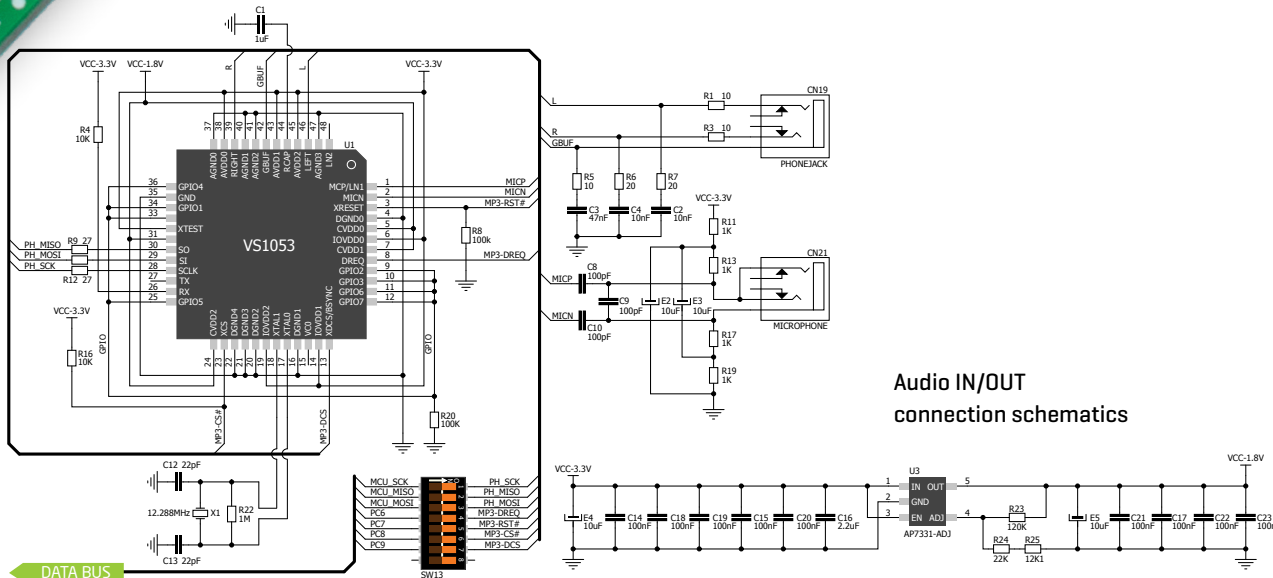 C1
1uF
VCC-3.3V
VCC-1.8V
R
GBUF
L
VCC-3.3V
R4
10K
37 38 39 40 41 42 43 44 45 46 47 48
AGND0
AVDD0
RIGHT
AGND1
AGND2
GBUF
AVDD1
RCAP
AVDD2
LEFT
AGND3
LN2
U1
VS1053
36 GPIO4
35 GND
34 GPIO1
33
XTEST
31
30 SO
29 SI
28 SCLK
27 TX
26 RX
25 GPIO5
MCP/LN1 1 MICP
MICN 2 MICN
XRESET 3 MP3-RST#
DGND0 4
CVDD0 5
IOVDD0 6
CVDD1 7
DREQ 8 MP3-DREQ
GPIO2 9
GPIO3 10
GPIO6 11
GPIO7 12
R8
100k
PH_MISO R9 27
PH_MOSI
PH_SCK
R12 27
VCC-3.3V
R16
10K
GPIO
CVDD2
XCS
DGND4
DGND3
DGND2
IOVDD2
XTAL1
XTAL0
DGND1
VC0
IOVDD1
XDCS/BSYNC
24 23 22 21 20 19 18 17 16 15 14 13
GPIO
R20
100K
MP3-CS#
MP3-DCS
C12 22pF
12.288MHz X1
R22
1M
C13 22pF
DATA BUS
MCU_SCK
MCU_MISO
MCU_MOSI
PC6
PC7
PC8
PC9
ON
1
2
3
4
5
6
7
8
SW13
PH_SCK
PH_MISO
PH_MOSI
MP3-DREQ
MP3-RST#
MP3-CS#
MP3-DCS
L
R
GBUF
R1 10
R3 10
CN19
PHONEJACK
R5
10
R6
20
R7
20
C3
47nF
C4
10nF
C2
10nF
VCC-3.3V
R11
1K
R13
1K
MICP
C8
100pF
C9
100pF
E2
10uF
E3
10uF
MICN
C10
100pF
R17
1K
R19
1K
CN21
MICROPHONE
Audio IN/OUT
connection schematics
VCC-3.3V
E4
10uF
C14
100nF
C18
100nF
C19
100nF
C15
100nF
C20
100nF
C16
2.2uF
U3
1 IN OUT 5
2 GND
3 EN ADJ 4
AP7331-ADJ
R23
120K
R24
22K
R25
12K1
VCC-1.8V
E5
10uF
C21
100nF
C17
100nF
C22
100nF
C23